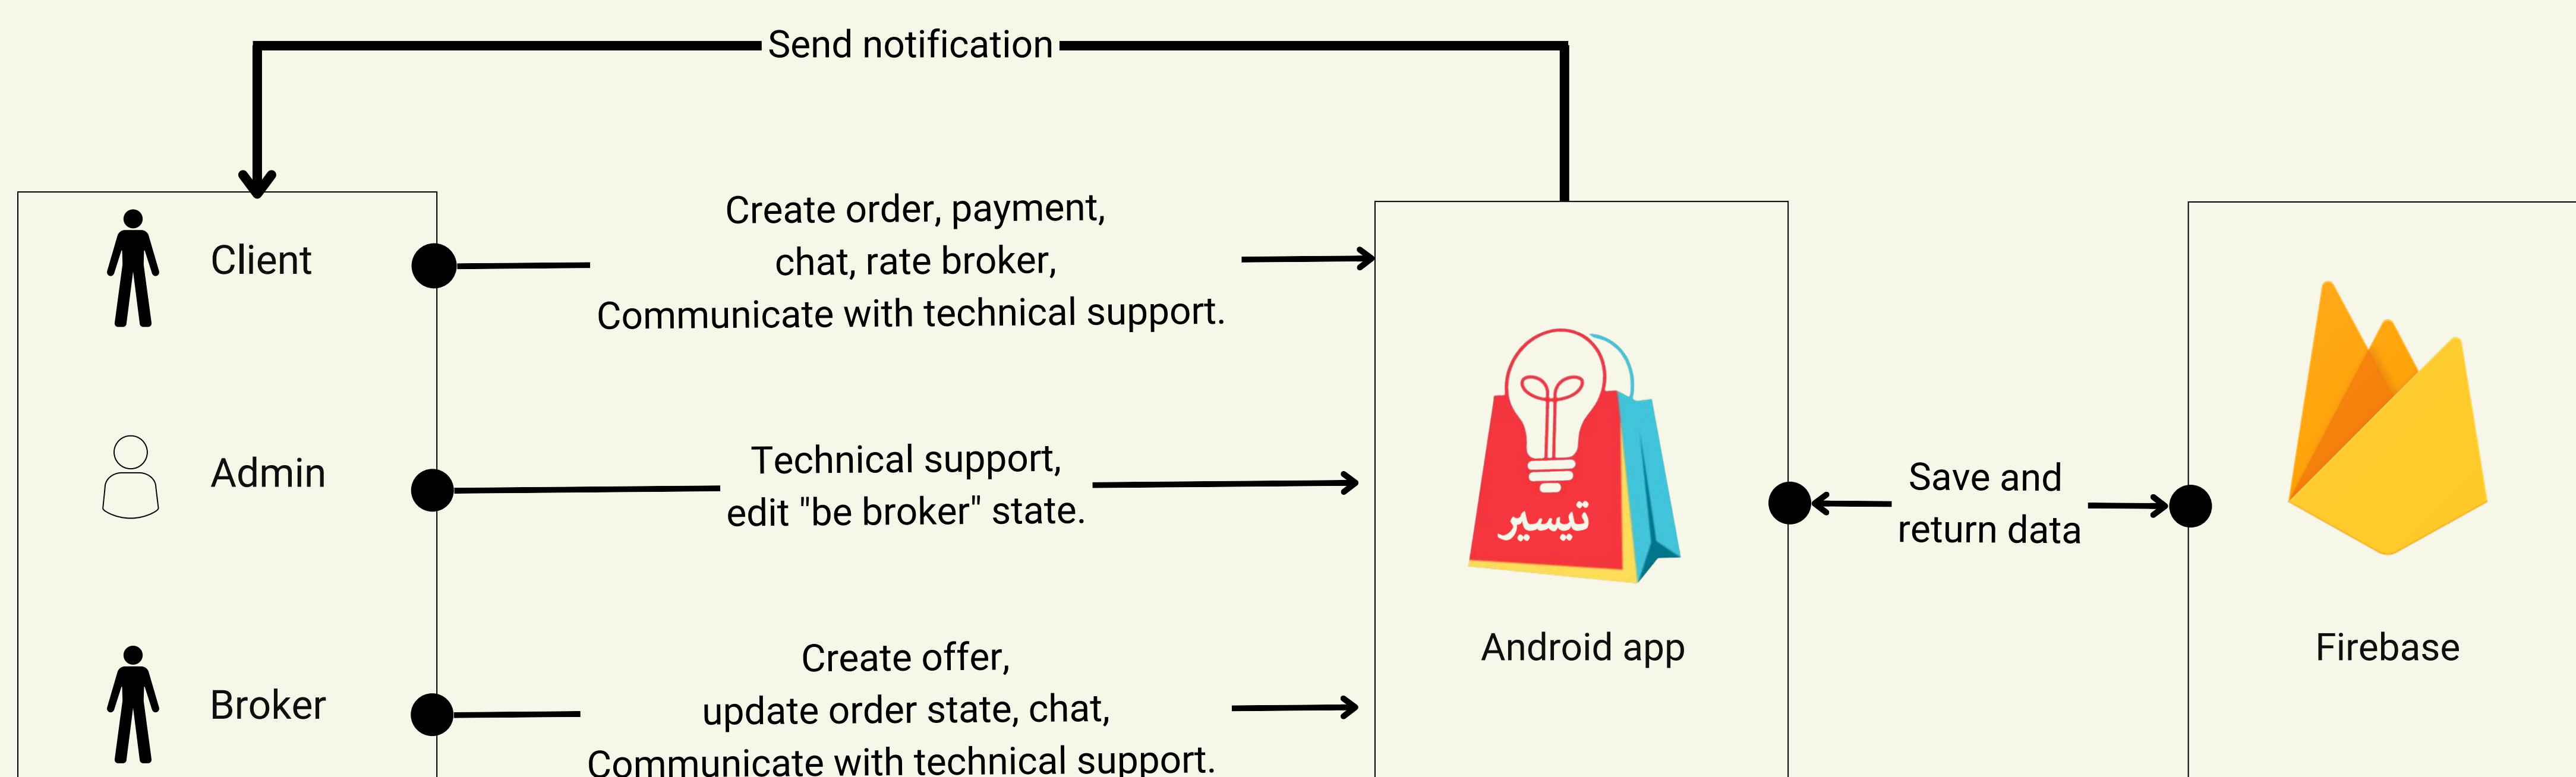 Send notification
Client
Create order, payment,
chat, rate broker,
Communicate with technical support.
Admin
Technical support,
edit "be broker" state.
Broker
Create offer,
update order state, chat,
Communicate with technical support.
تيسير
Android app
Save and
return data
Firebase